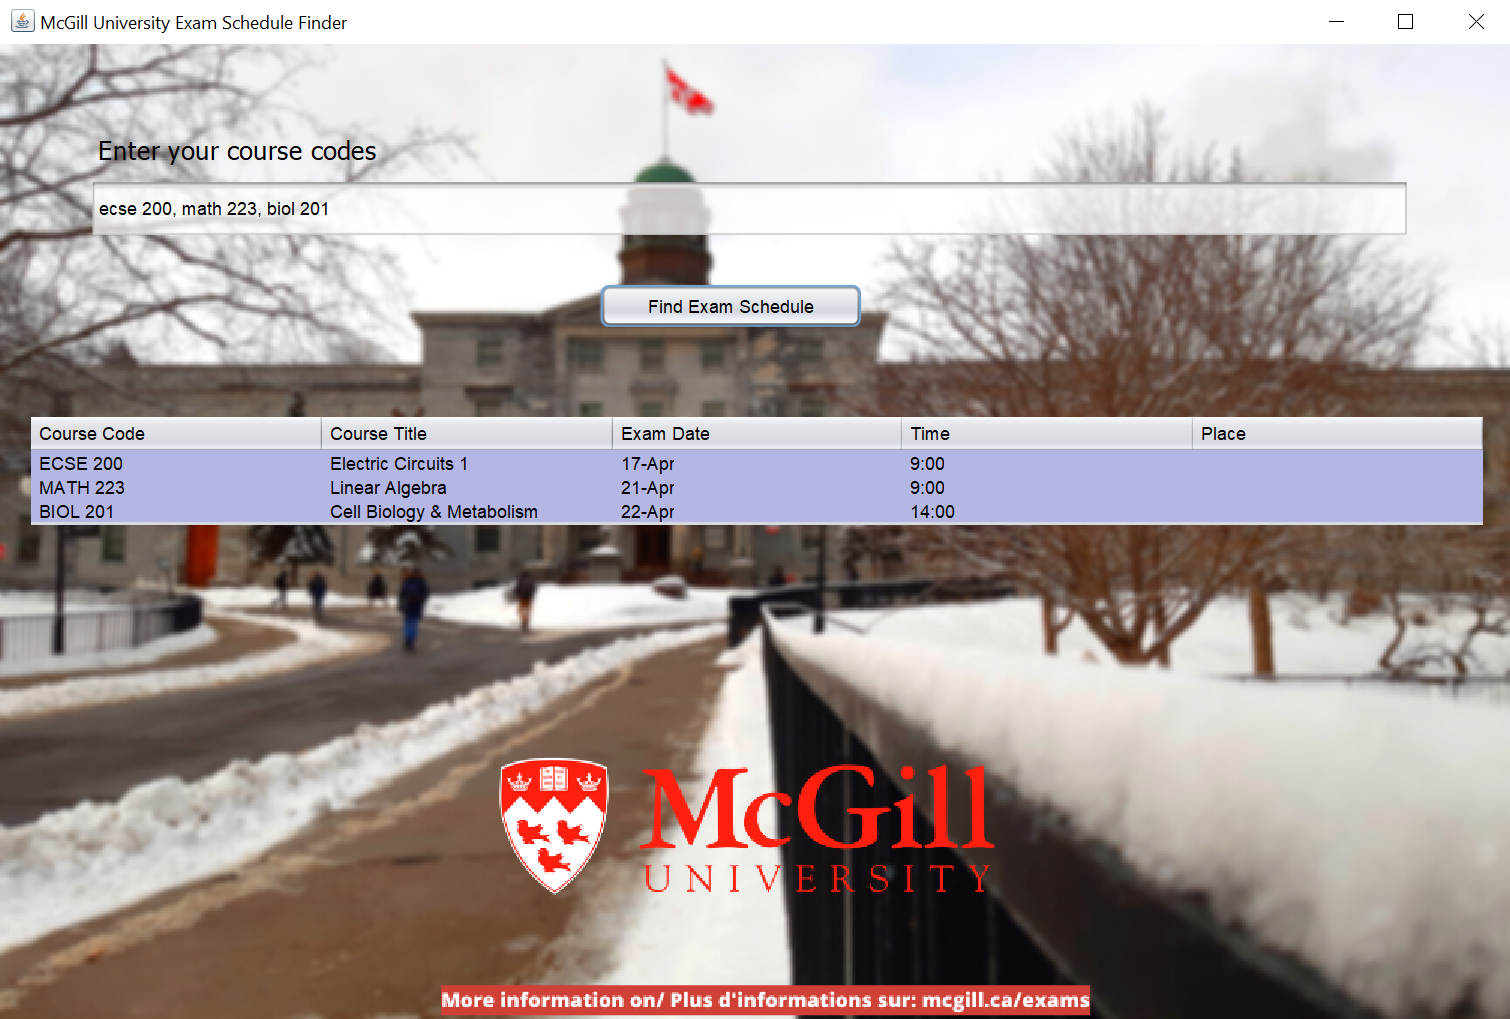 McGill University Exam Schedule Finder
Enter your course codes
ecse 200, math 223, biol 201
Find Exam Schedule
Course Code Course Title Exam Date Time Place
ECSE 200 Electric Circuits 1 17-Apr 9:00
MATH 223 Linear Algebra 21-Apr 9:00
BIOL 201 Cell Biology & Metabolism 22-Apr 14:00
McGill
UNIVERSITY
More information on/ Plus d'informations sur: mcgill.ca/exams